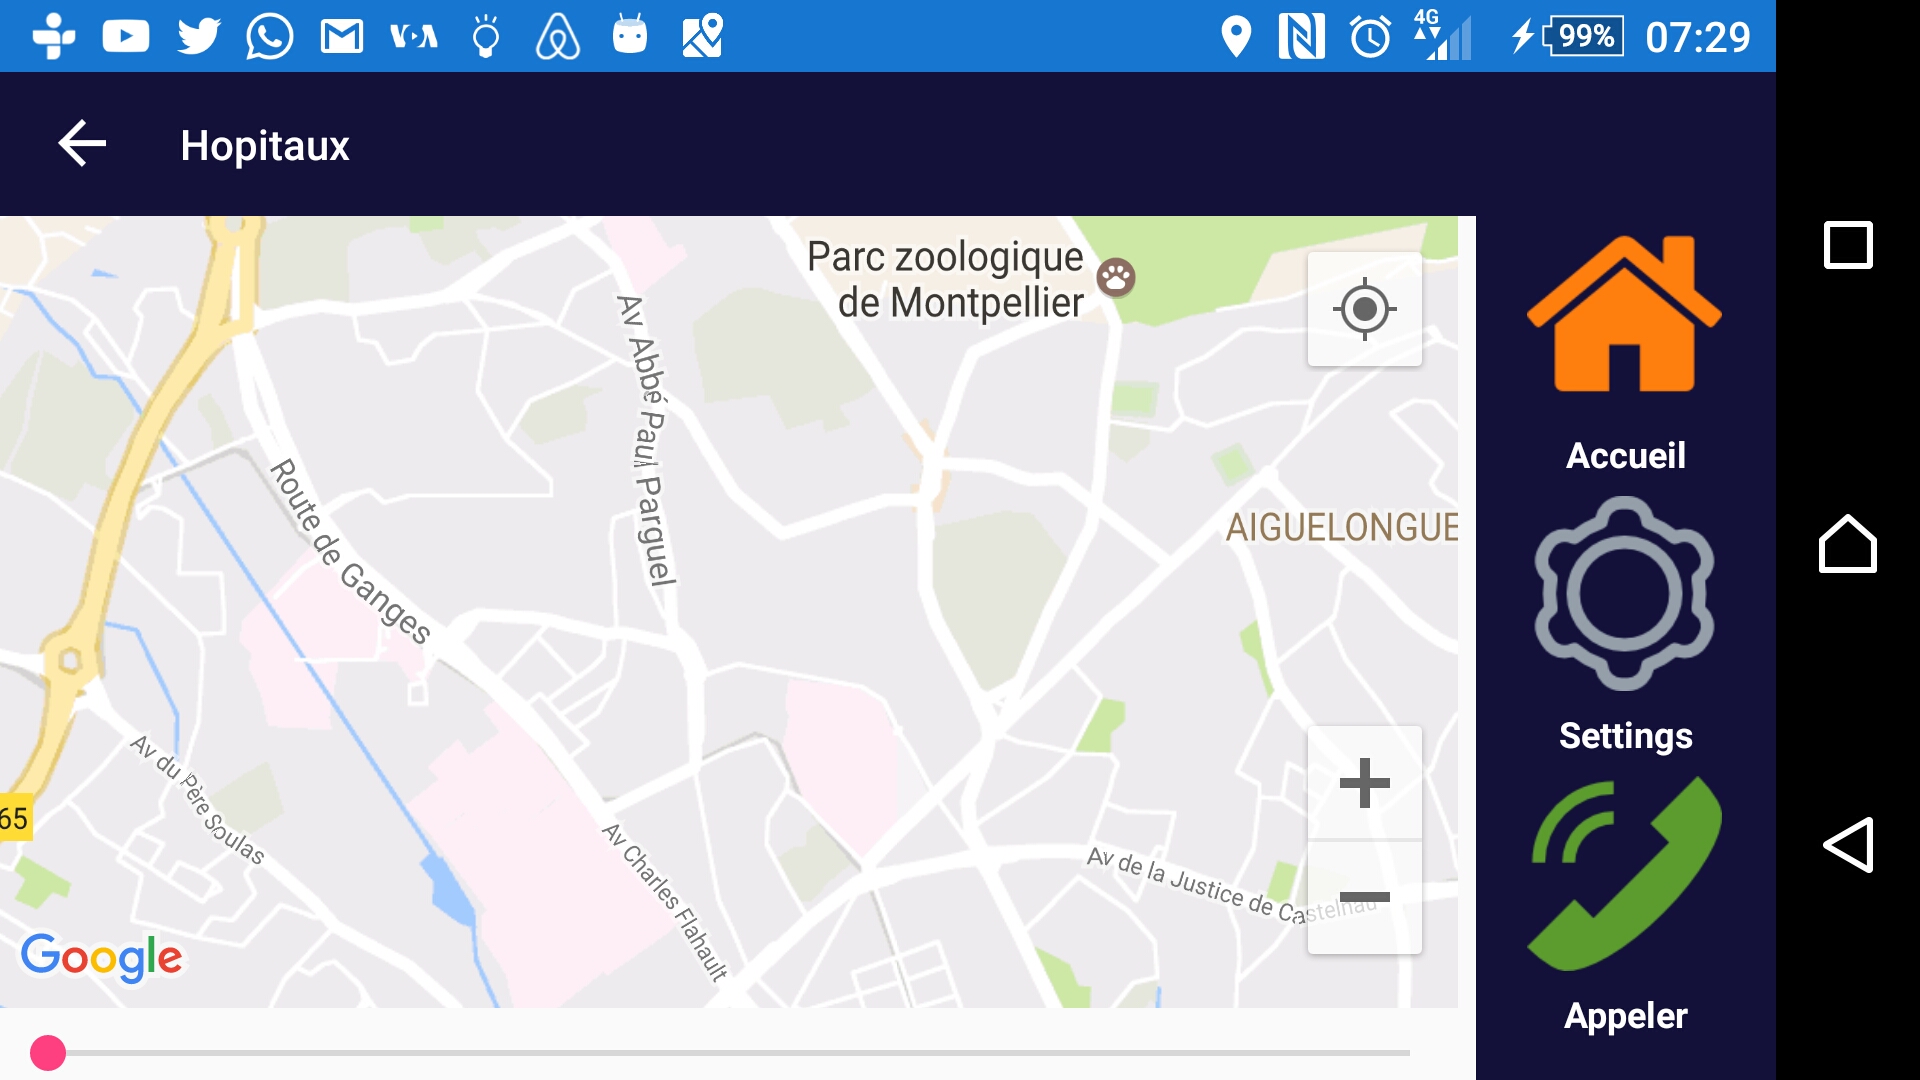 VOA
4G
99%
07:29
Hopitaux
Parc zoologique
de Montpellier
Av Abbé Paul Parguel
Route de Ganges
AIGUELONGUE
Av du Père Soulas
65
Av Charles Flahault
Av de la Justice de Castelnau
Google
Accueil
Settings
Appeler